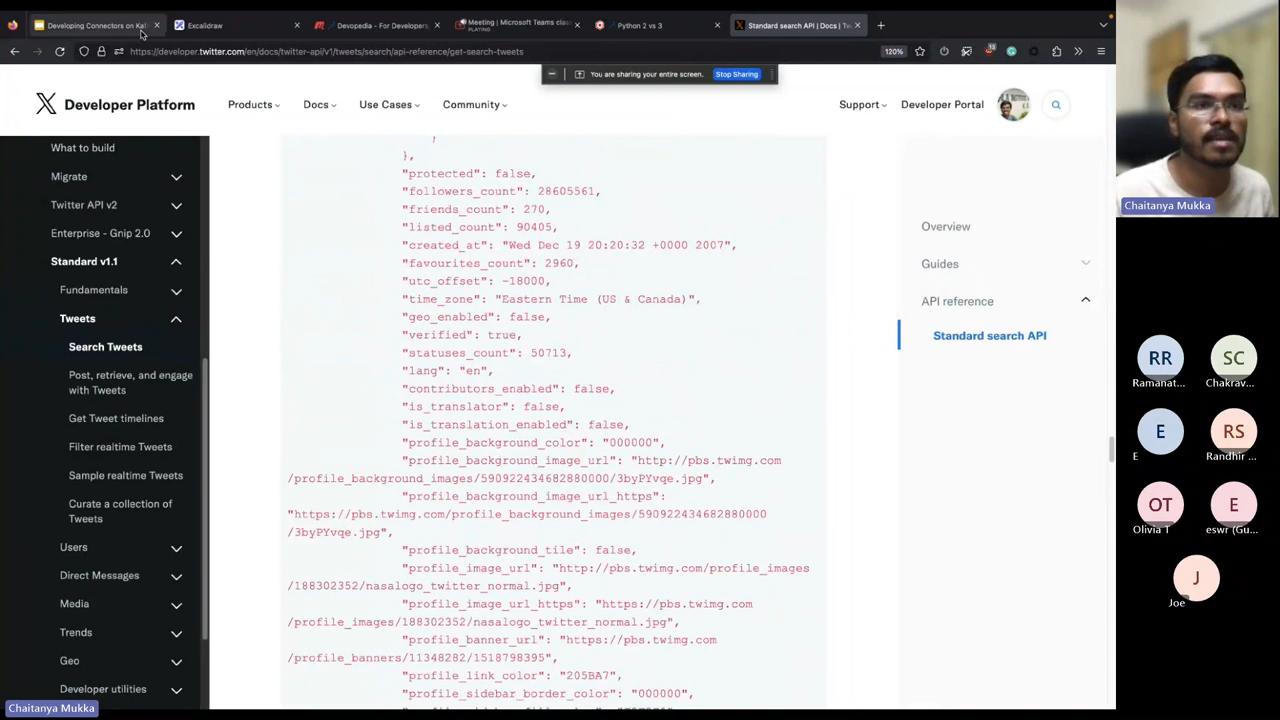 Developing Connectors on Kal
Excalidraw
Devopedia - For Developers,
Meeting | Microsoft Teams class
PLAYING
Python 2 vs 3
Standard search API | Docs | Tw
https://developer.twitter.com/en/docs/twitter-api/v1/tweets/search/api-reference/get-search-tweets
120%
You are sharing your entire screen.
Stop Sharing
Developer Platform
Products
Docs
Use Cases
Community
Support
Developer Portal
What to build
Migrate
Twitter API v2
Enterprise - Gnip 2.0
Standard v1.1
Fundamentals
Tweets
Search Tweets
Post, retrieve, and engage
with Tweets
Get Tweet timelines
Filter realtime Tweets
Sample realtime Tweets
Curate a collection of
Tweets
Users
Direct Messages
Media
Trends
Geo
Developer utilities
Chaitanya Mukka
}
},
"protected": false,
"followers_count": 28605561,
"friends_count": 270,
"listed_count": 90405,
"created_at": "Wed Dec 19 20:20:32 +0000 2007",
"favourites_count": 2960,
"utc_offset": -18000,
"time_zone": "Eastern Time (US & Canada)",
"geo_enabled": false,
"verified": true,
"statuses_count": 50713,
"lang": "en",
"contributors_enabled": false,
"is_translator": false,
"is_translation_enabled": false,
"profile_background_color": "000000",
"profile_background_image_url": "http://pbs.twimg.com
/profile_background_images/590922434682880000/3byPYvqe.jpg",
"profile_background_image_url_https":
"https://pbs.twimg.com/profile_background_images/590922434682880000
/3byPYvqe.jpg",
"profile_background_tile": false,
"profile_image_url": "http://pbs.twimg.com/profile_images
/188302352/nasalogo_twitter_normal.jpg",
"profile_image_url_https": "https://pbs.twimg.com
/profile_images/188302352/nasalogo_twitter_normal.jpg",
"profile_banner_url": "https://pbs.twimg.com
/profile_banners/11348282/1518798395",
"profile_link_color": "205BA7",
"profile_sidebar_border_color": "000000",
Overview
Guides
API reference
Standard search API
Chaitanya Mukka
RR
Ramanat...
SC
Chakrav...
E
E
RS
Randhir ...
OT
Olivia T
E
eswr (Gu...
J
Joe